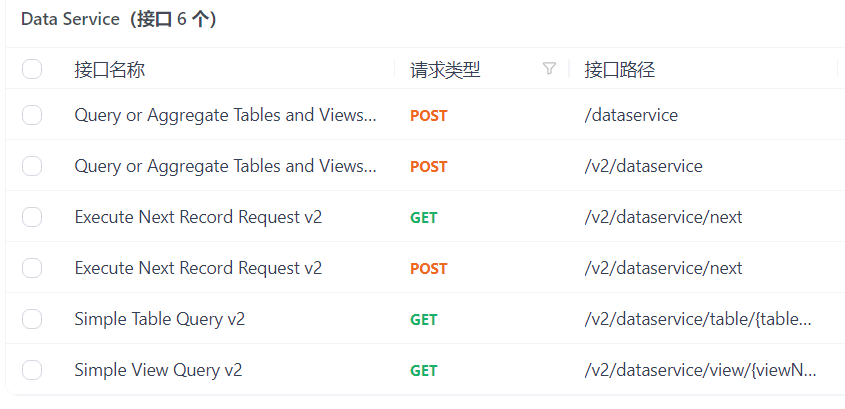 Data Service（接口 6 个）
接口名称 请求类型 接口路径
Query or Aggregate Tables and Views... POST /dataservice
Query or Aggregate Tables and Views... POST /v2/dataservice
Execute Next Record Request v2 GET /v2/dataservice/next
Execute Next Record Request v2 POST /v2/dataservice/next
Simple Table Query v2 GET /v2/dataservice/table/{table...
Simple View Query v2 GET /v2/dataservice/view/{viewN...